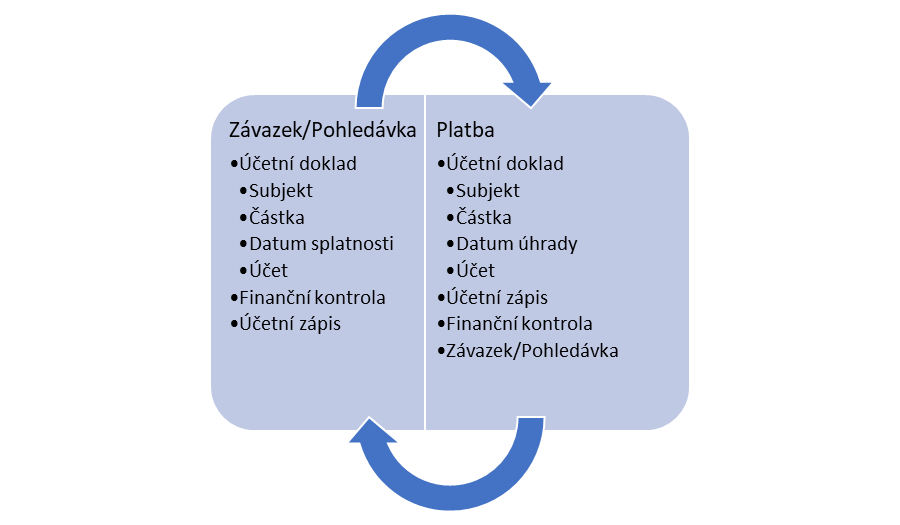 Závazek/Pohledávka
•Účetní doklad
•Subjekt
•Částka
•Datum splatnosti
•Účet
•Finanční kontrola
•Účetní zápis
Platba
•Účetní doklad
•Subjekt
•Částka
•Datum úhrady
•Účet
•Účetní zápis
•Finanční kontrola
•Závazek/Pohledávka